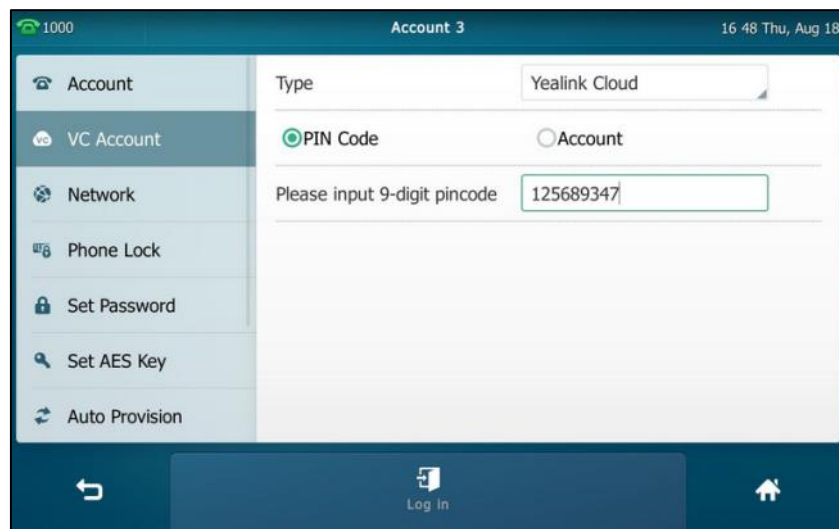 1000 Account 3 16 48 Thu, Aug 18
Account
VC Account
Network
Phone Lock
Set Password
Set AES Key
Auto Provision
Type Yealink Cloud
PIN Code Account
Please input 9-digit pincode 125689347
Log In